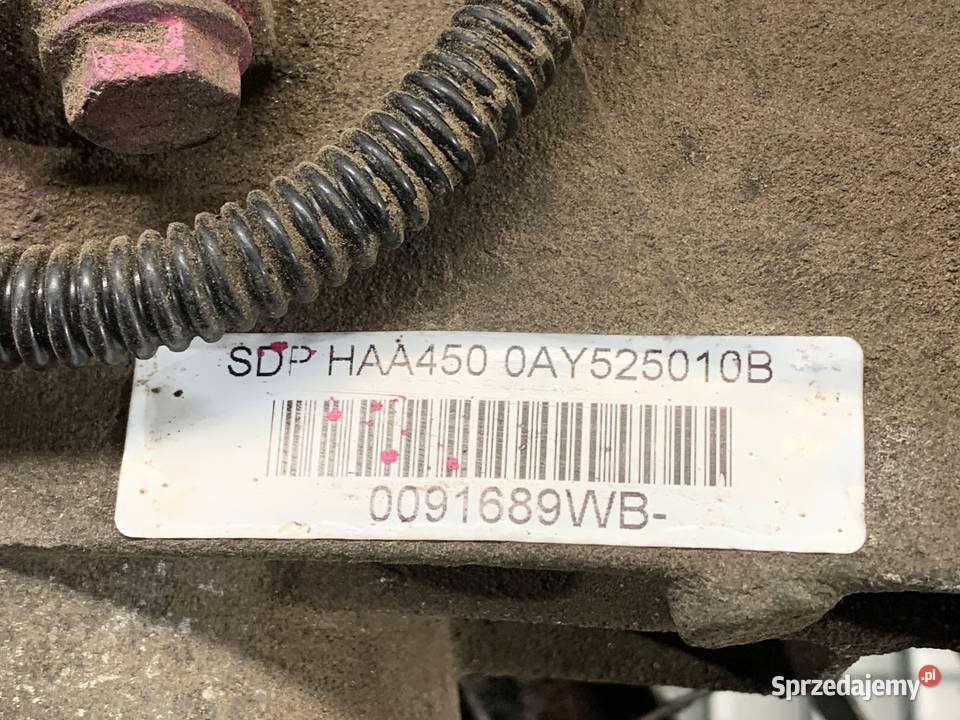 SDP HAA450 0AY525010B
0091689WB-
Sprzedajemy.pl